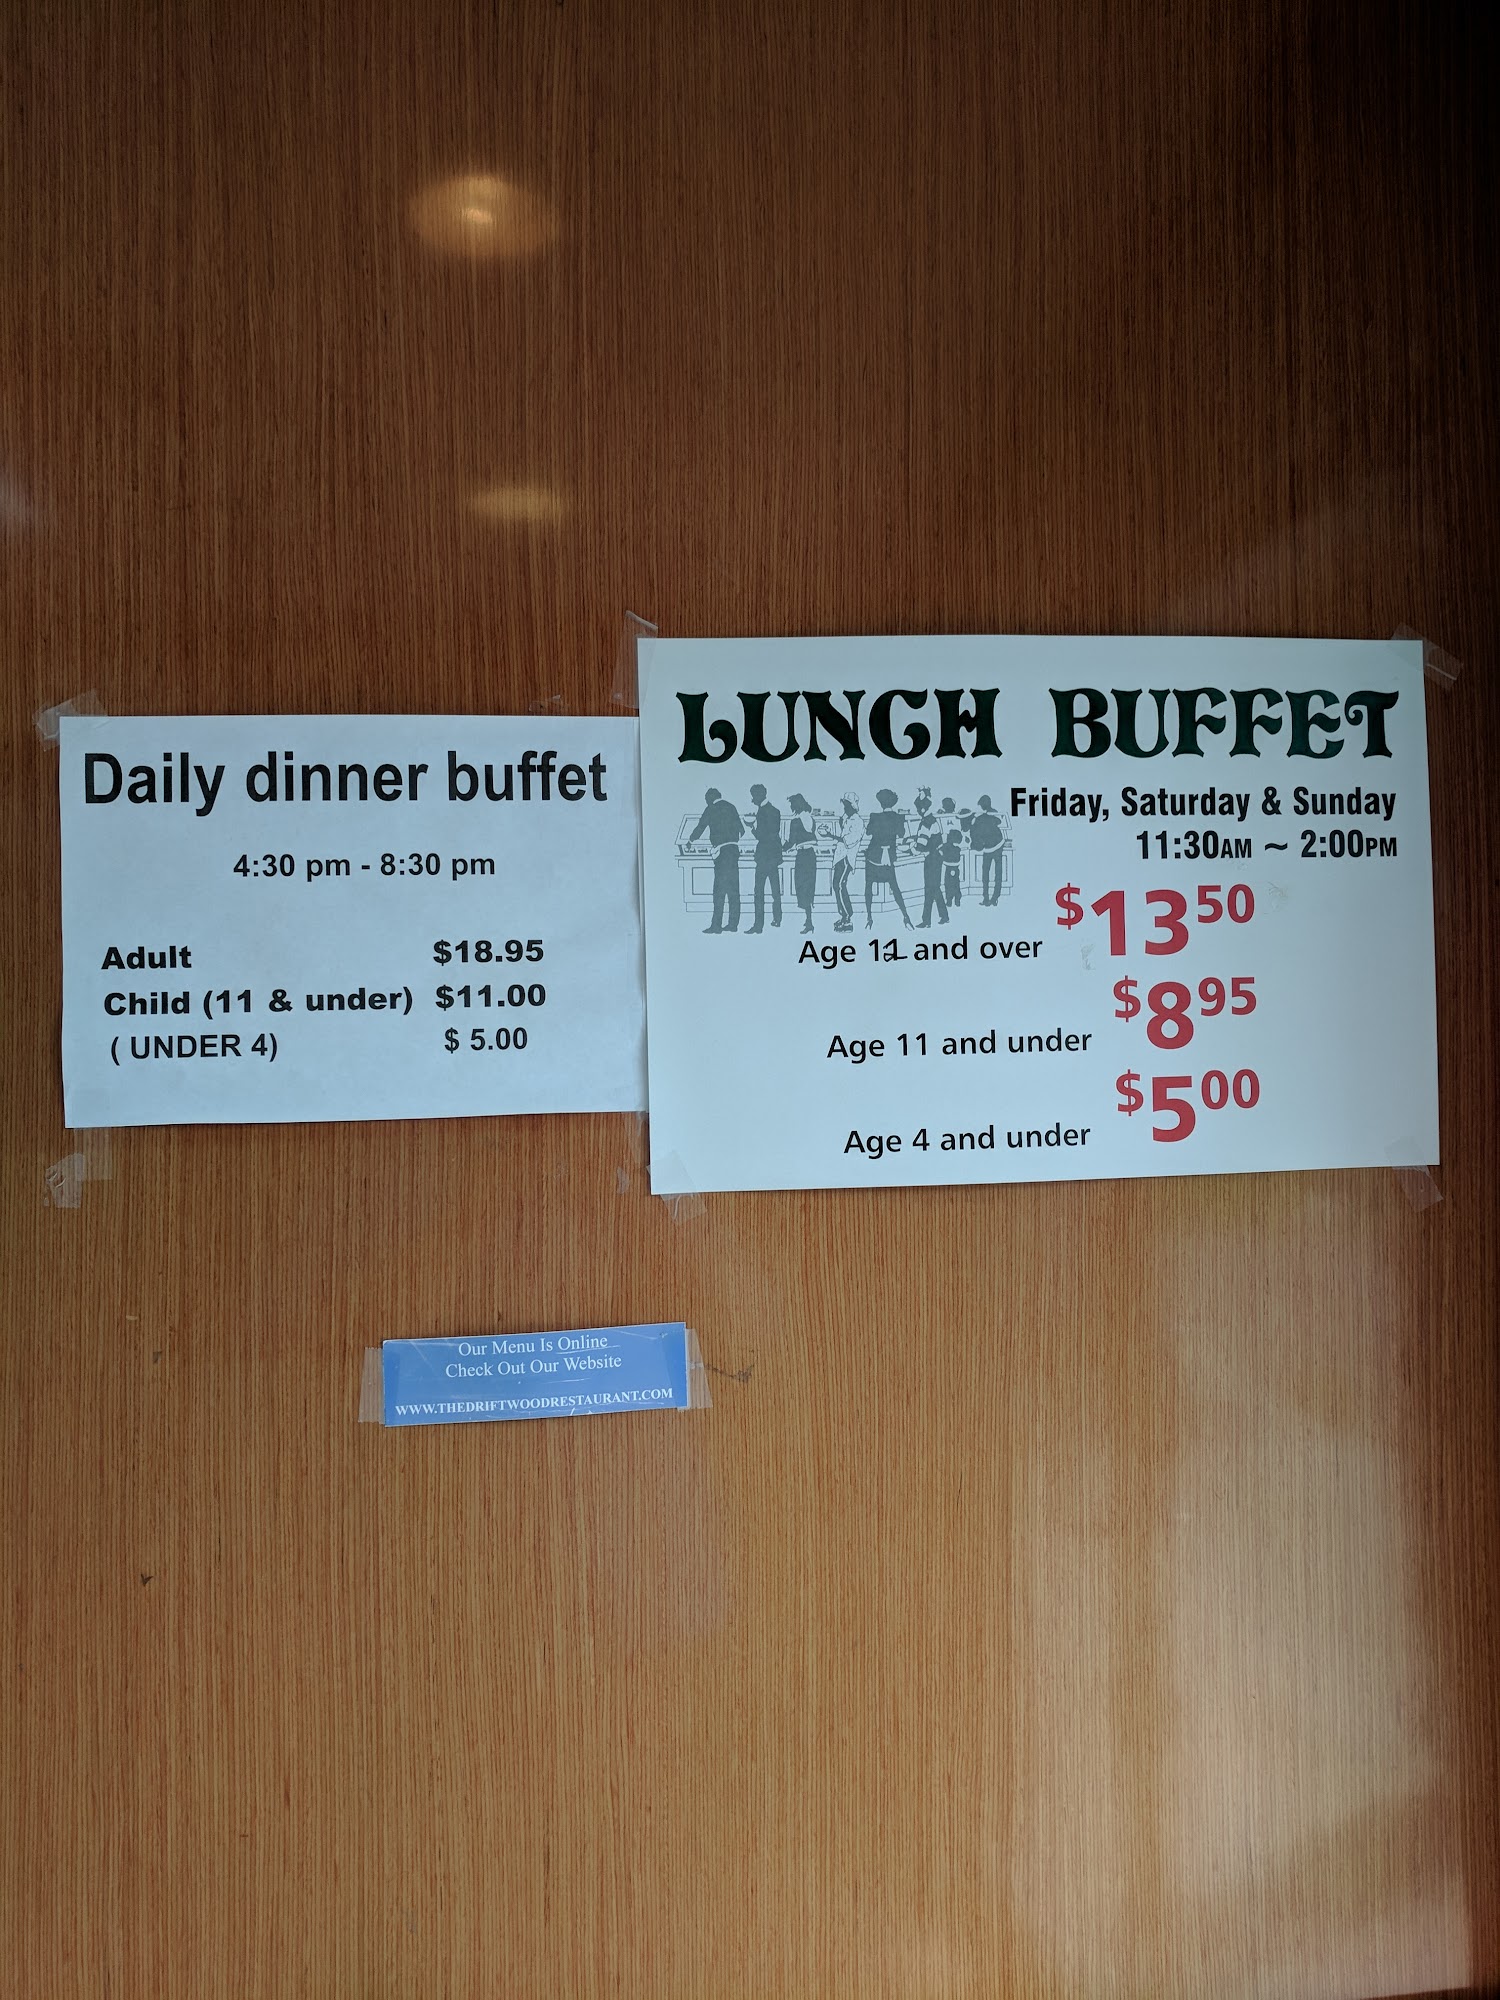 Daily dinner buffet
4:30 pm - 8:30 pm
Adult $18.95
Child (11 & under) $11.00
( UNDER 4) $ 5.00
LUNCH BUFFET
Friday, Saturday & Sunday
11:30AM ~ 2:00PM
Age 12 and over $13.50
Age 11 and under $8.95
Age 4 and under $5.00
Our Menu Is Online
Check Out Our Website
WWW.THEDRIFTWOODRESTAURANT.COM